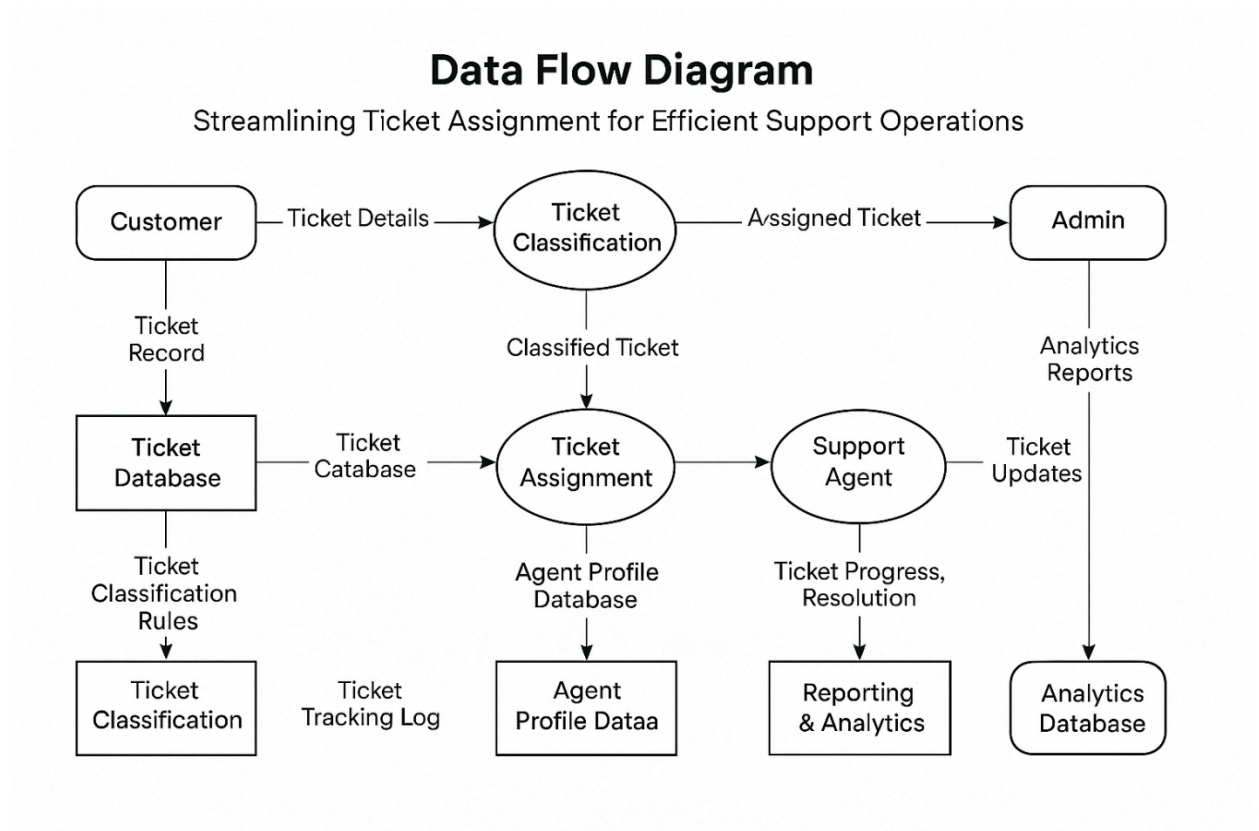 Data Flow Diagram
Streamlining Ticket Assignment for Efficient Support Operations
Customer
Ticket Details
Ticket
Classification
Assigned Ticket
Admin
Ticket
Record
Classified Ticket
Analytics
Reports
Ticket
Database
Ticket
Catabase
Ticket
Assignment
Support
Agent
Ticket
Updates
Ticket
Classification
Rules
Agent Profile
Database
Ticket Progress,
Resolution
Ticket
Classification
Ticket
Tracking Log
Agent
Profile Dataa
Reporting
& Analytics
Analytics
Database